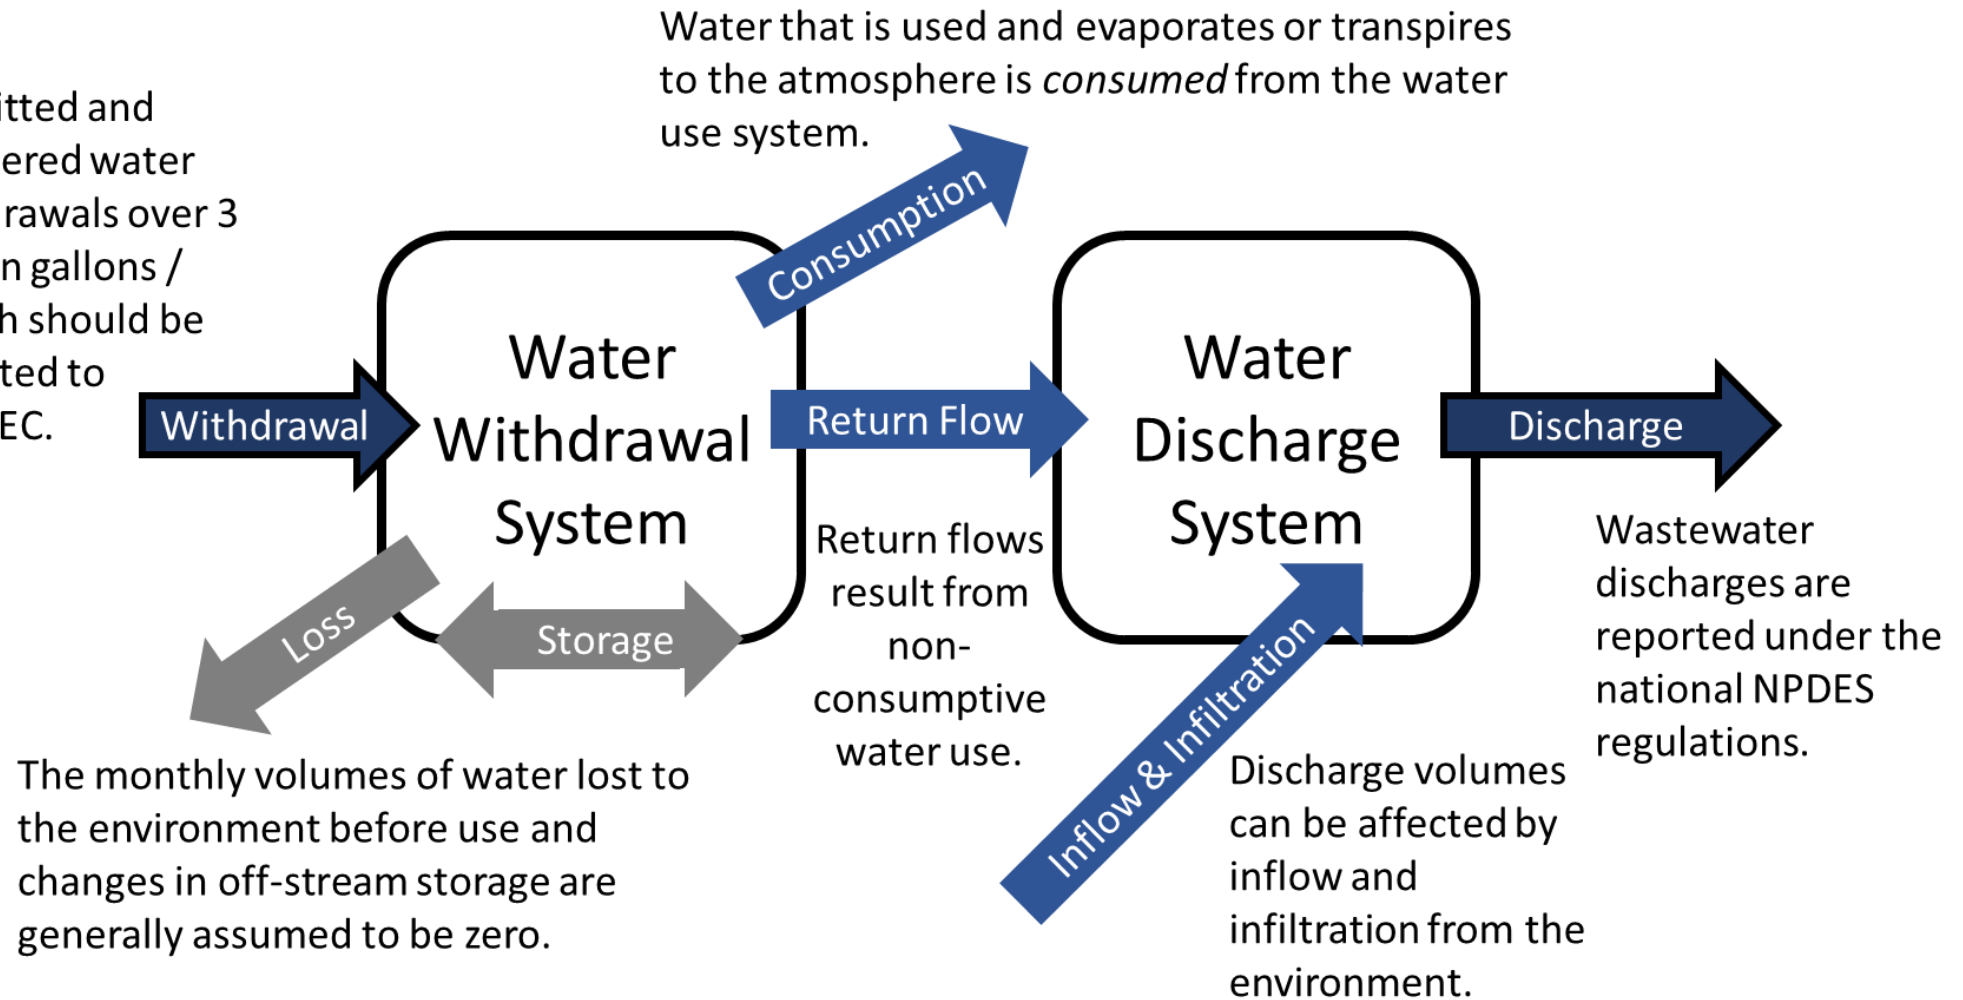 Water that is used and evaporates or transpires
to the atmosphere is consumed from the water
use system.
itted and
ered water
rawals over 3
n gallons /
h should be
ted to
EC.
Withdrawal
Water
Withdrawal
System
Consumption
Return Flow
Water
Discharge
System
Discharge
Loss
Storage
Return flows
result from
non-
consumptive
water use.
Inflow & Infiltration
Wastewater
discharges are
reported under the
national NPDES
regulations.
The monthly volumes of water lost to
the environment before use and
changes in off-stream storage are
generally assumed to be zero.
Discharge volumes
can be affected by
inflow and
infiltration from the
environment.